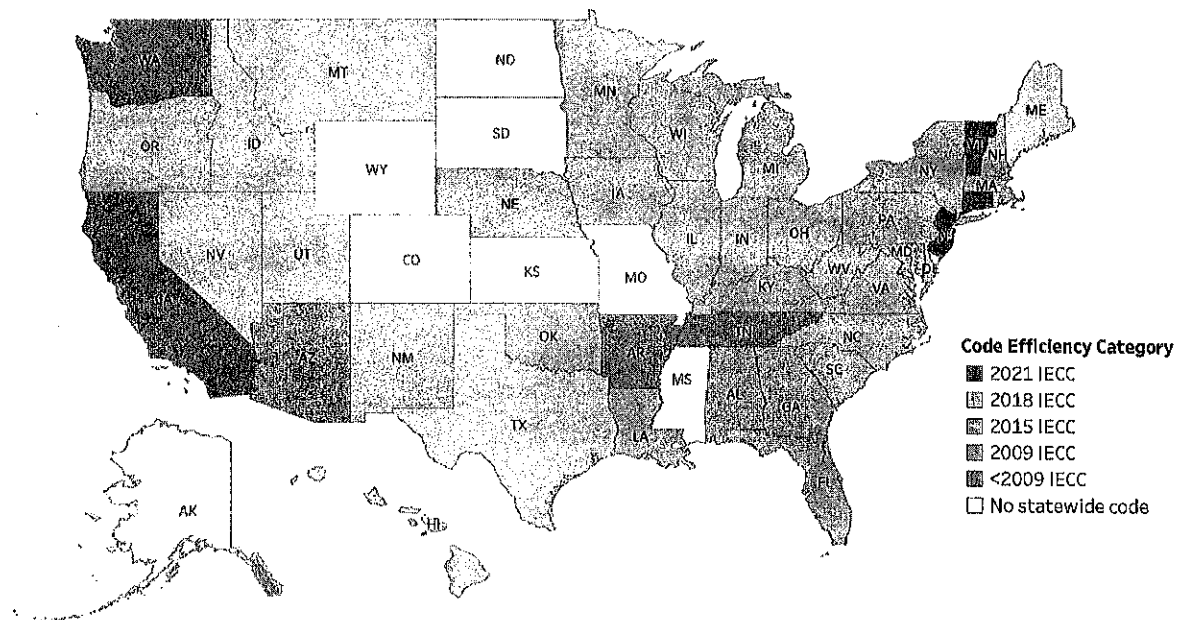 WA
MT
ND
MN
ME
OR
ID
SD
WI
VT
NH
WY
MI
NY
MA
IA
NE
PA
NV
UT
IL
IN
OH
NJ
CO
KS
MO
WV
MD
DE
KY
VA
AZ
NM
OK
AR
TN
NC
SC
MS
AL
GA
TX
LA
FL
AK
HI
Code Efficiency Category
2021 IECC
2018 IECC
2015 IECC
2009 IECC
<2009 IECC
No statewide code